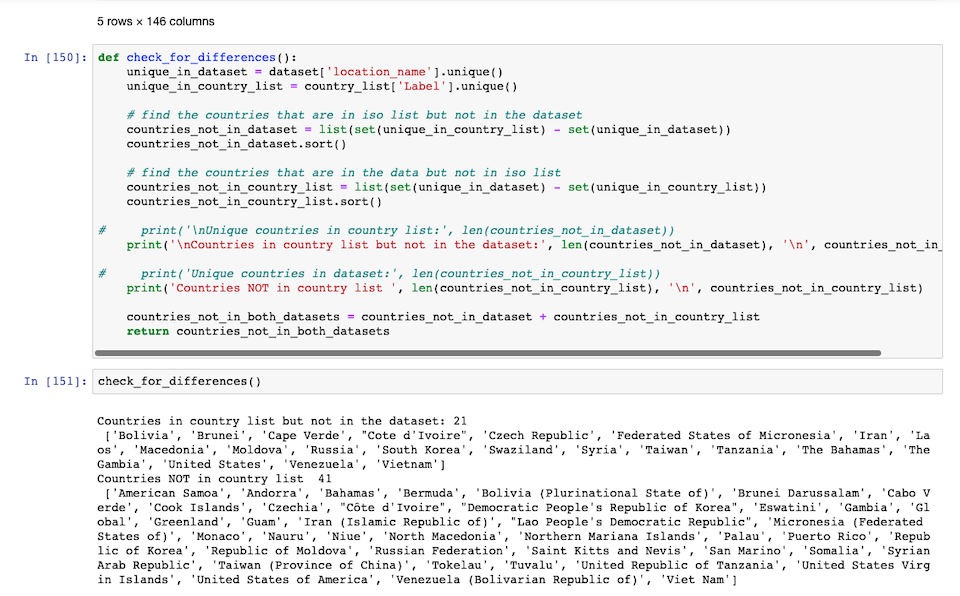 5 rows × 146 columns
In [150]: def check_for_differences():
unique_in_dataset = dataset['location_name'].unique()
unique_in_country_list = country_list['Label'].unique()
# find the countries that are in iso list but not in the dataset
countries_not_in_dataset = list(set(unique_in_country_list) - set(unique_in_dataset))
countries_not_in_dataset.sort()
# find the countries that are in the data but not in iso list
countries_not_in_country_list = list(set(unique_in_dataset) - set(unique_in_country_list))
countries_not_in_country_list.sort()
# print('\nUnique countries in country list:', len(countries_not_in_dataset))
print('\nCountries in country list but not in the dataset:', len(countries_not_in_dataset), '\n', countries_not_in_
# print('Unique countries in dataset:', len(countries_not_in_country_list))
print('Countries NOT in country list ', len(countries_not_in_country_list), '\n', countries_not_in_country_list)
countries_not_in_both_datasets = countries_not_in_dataset + countries_not_in_country_list
return countries_not_in_both_datasets
In [151]: check_for_differences()
Countries in country list but not in the dataset: 21
['Bolivia', 'Brunei', 'Cape Verde', "Cote d'Ivoire", 'Czech Republic', 'Federated States of Micronesia', 'Iran', 'La
os', 'Macedonia', 'Moldova', 'Russia', 'South Korea', 'Swaziland', 'Syria', 'Taiwan', 'Tanzania', 'The Bahamas', 'The
Gambia', 'United States', 'Venezuela', 'Vietnam']
Countries NOT in country list  41
['American Samoa', 'Andorra', 'Bahamas', 'Bermuda', 'Bolivia (Plurinational State of)', 'Brunei Darussalam', 'Cabo V
erde', 'Cook Islands', 'Czechia', "Côte d'Ivoire", "Democratic People's Republic of Korea", 'Eswatini', 'Gambia', 'Gl
obal', 'Greenland', 'Guam', 'Iran (Islamic Republic of)', "Lao People's Democratic Republic", 'Micronesia (Federated
States of)', 'Monaco', 'Nauru', 'Niue', 'North Macedonia', 'Northern Mariana Islands', 'Palau', 'Puerto Rico', 'Repub
lic of Korea', 'Republic of Moldova', 'Russian Federation', 'Saint Kitts and Nevis', 'San Marino', 'Somalia', 'Syrian
Arab Republic', 'Taiwan (Province of China)', 'Tokelau', 'Tuvalu', 'United Republic of Tanzania', 'United States Virg
in Islands', 'United States of America', 'Venezuela (Bolivarian Republic of)', 'Viet Nam']